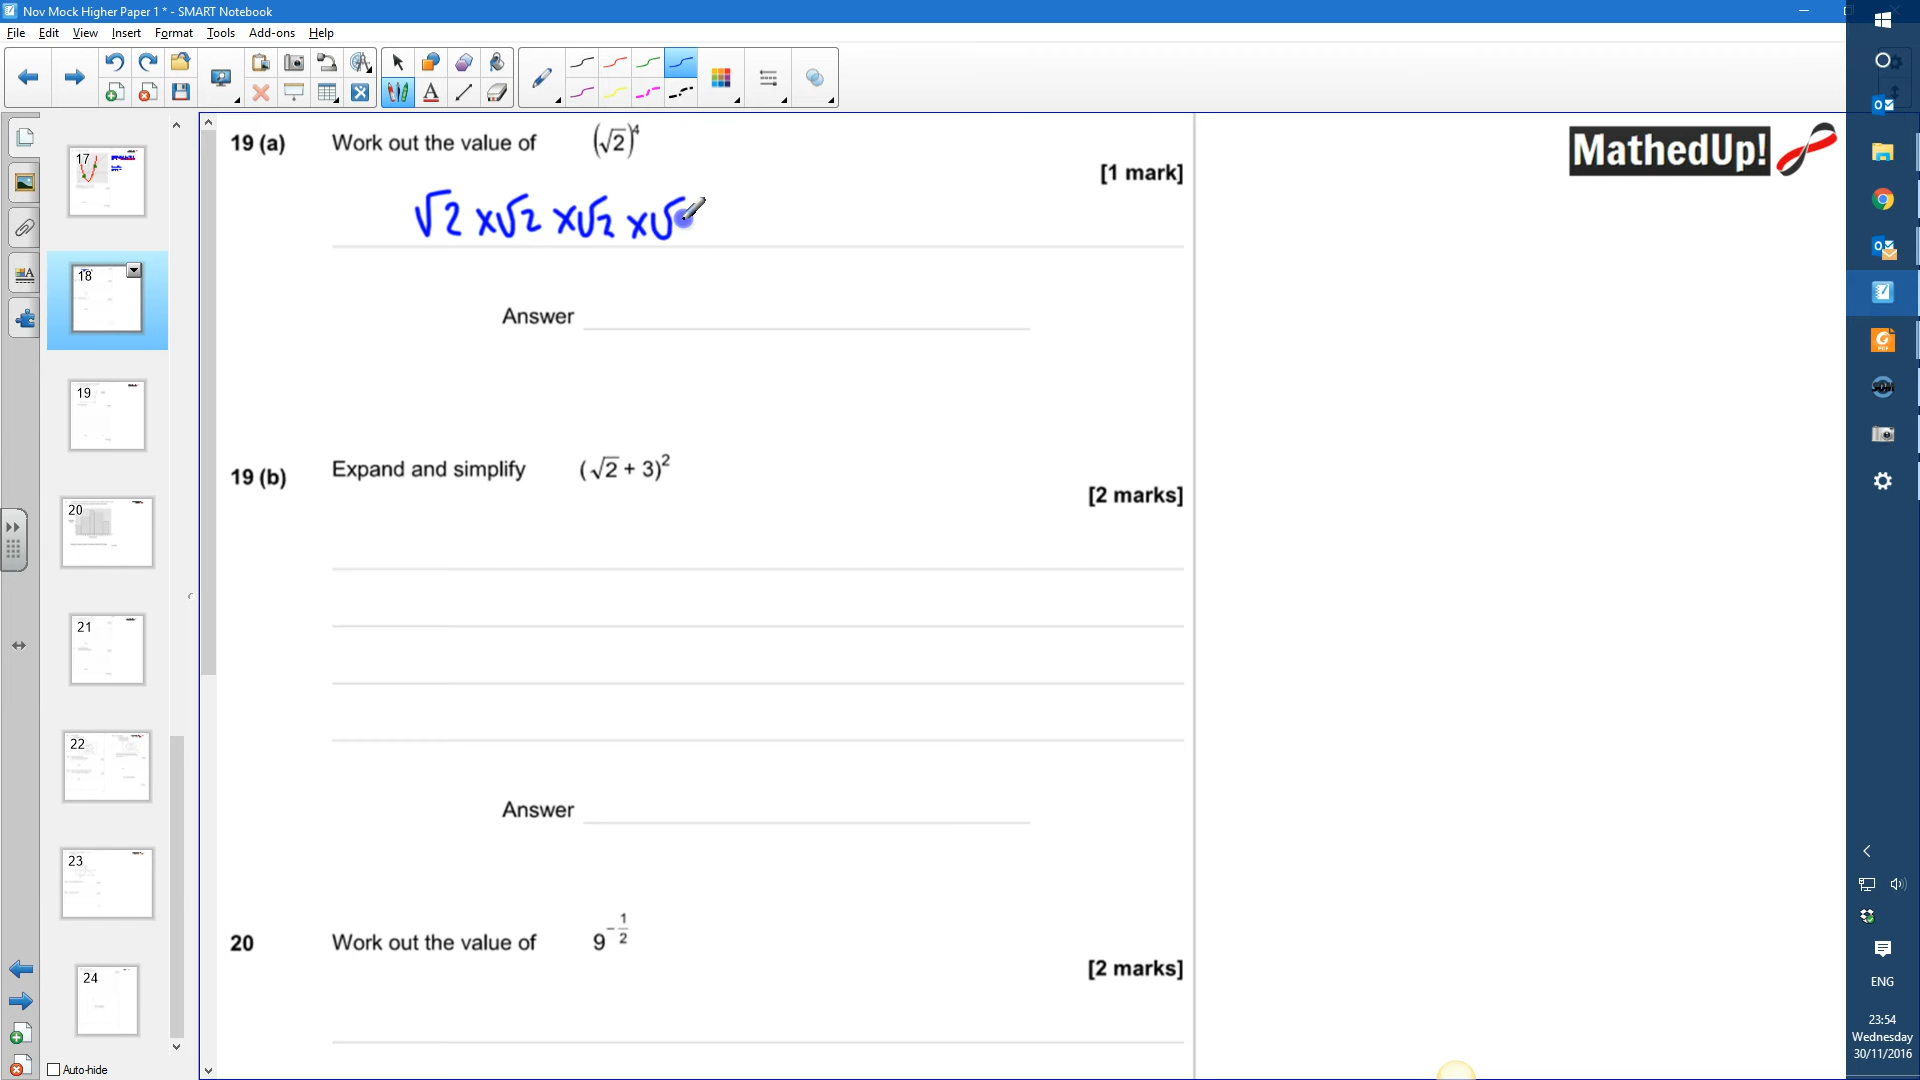 Nov Mock Higher Paper 1 * - SMART Notebook
File Edit View Insert Format Tools Add-ons Help
19 (a) Work out the value of (√2)⁴
[1 mark]
MathedUp!
√2 ×√2 ×√2 ×√
Answer
19 (b) Expand and simplify (√2 + 3)²
[2 marks]
Answer
20 Work out the value of 9^(-1/2)
[2 marks]
17
18
19
20
21
22
23
24
Auto-hide
ENG
23:54
Wednesday
30/11/2016